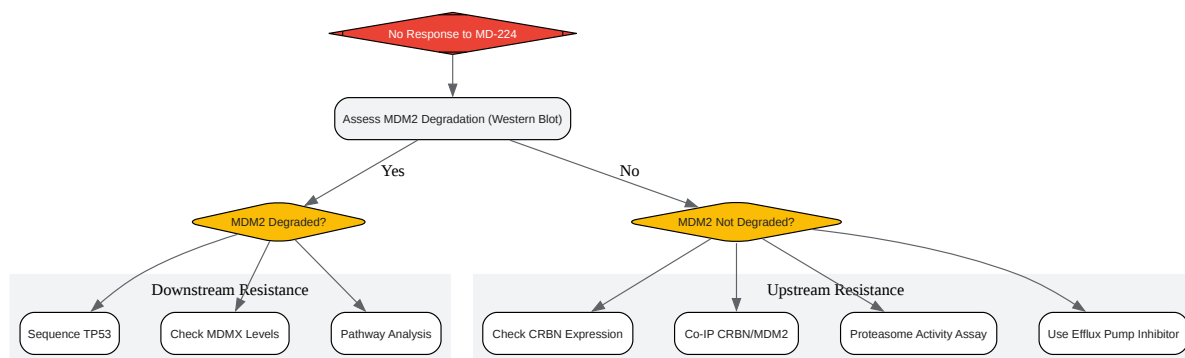 No Response to MD-224
Assess MDM2 Degradation (Western Blot)
Yes
No
MDM2 Degraded?
MDM2 Not Degraded?
Downstream Resistance
Upstream Resistance
Sequence TP53
Check MDMX Levels
Pathway Analysis
Check CRBN Expression
Co-IP CRBN/MDM2
Proteasome Activity Assay
Use Efflux Pump Inhibitor